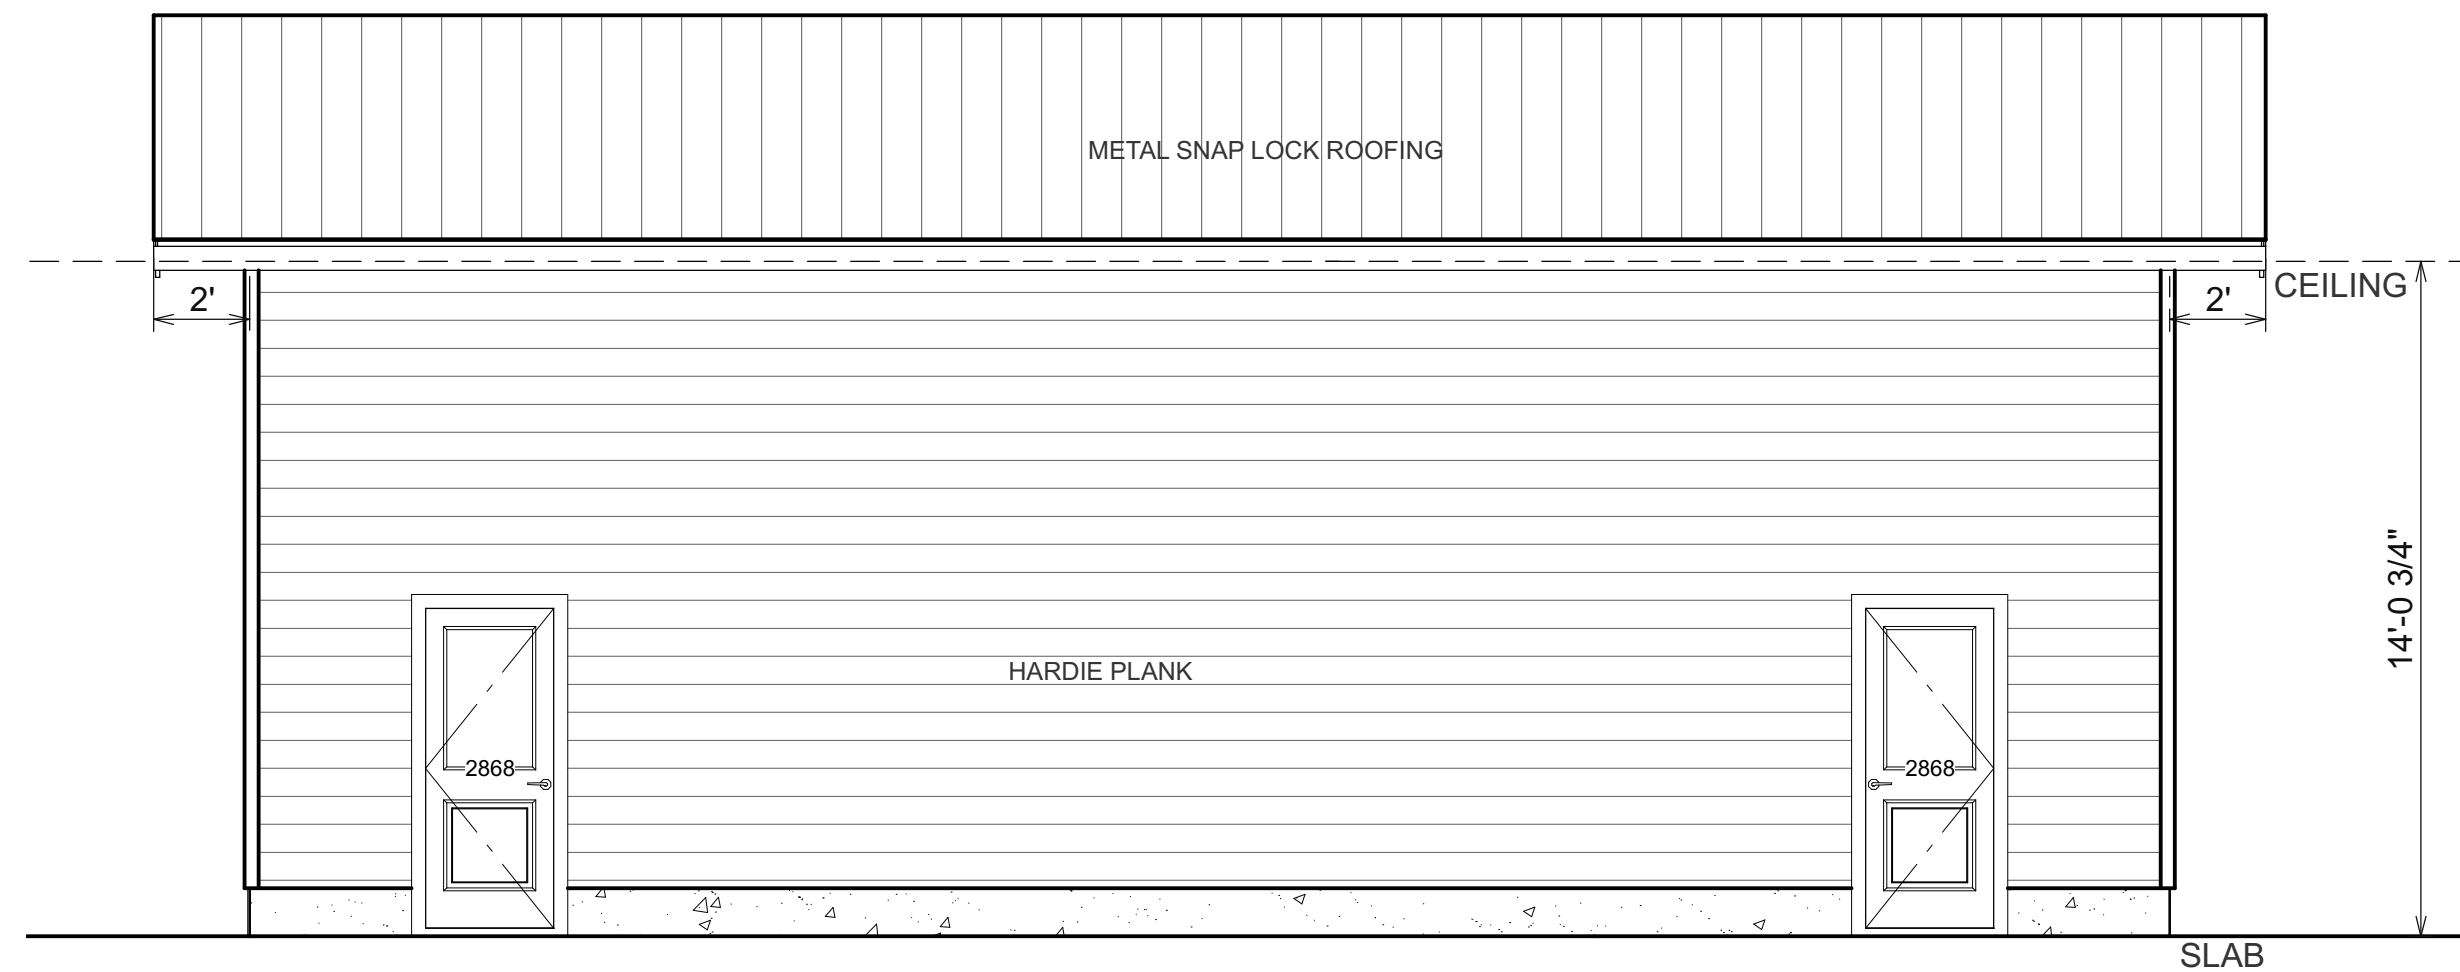 METAL SNAP LOCK ROOFING
2'
2'
CEILING
14'-0 3/4"
HARDIE PLANK
2868
2868
SLAB